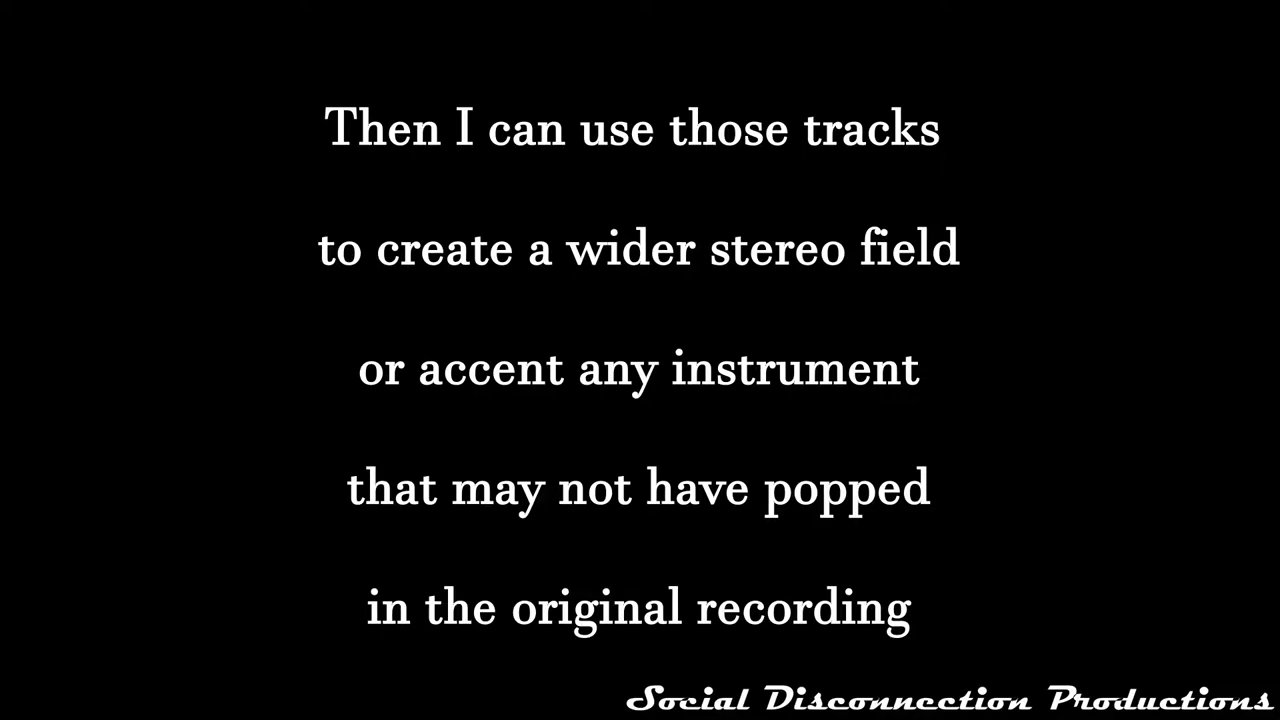 Then I can use those tracks
to create a wider stereo field
or accent any instrument
that may not have popped
in the original recording
Social Disconnection Productions